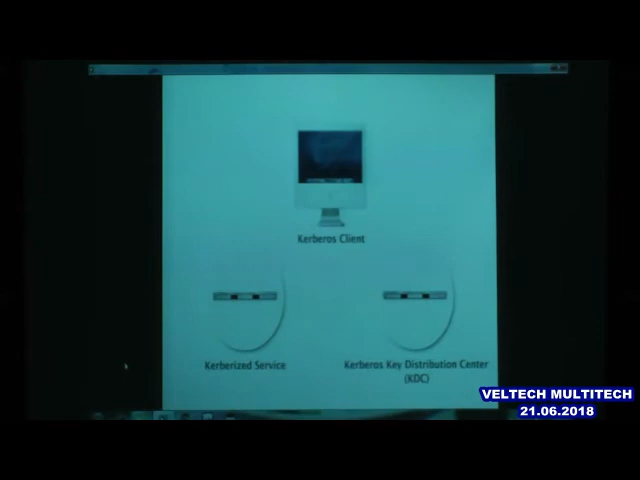 Kerberos Client
Kerberized Service
Kerberos Key Distribution Center
(KDC)
VELTECH MULTITECH
21.06.2018